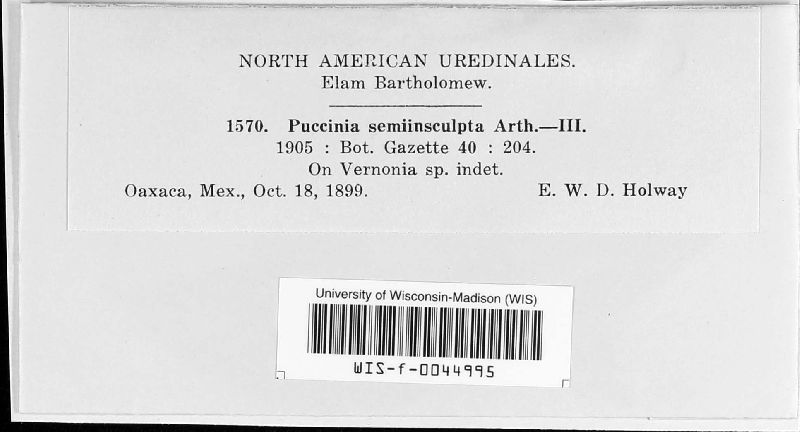 NORTH AMERICAN UREDINALES.
Elam Bartholomew.
1570. Puccinia semiinsculpta Arth.—III.
1905 : Bot. Gazette 40 : 204.
On Vernonia sp. indet.
Oaxaca, Mex., Oct. 18, 1899. E. W. D. Holway
University of Wisconsin-Madison (WIS)
WIS-f-0044995